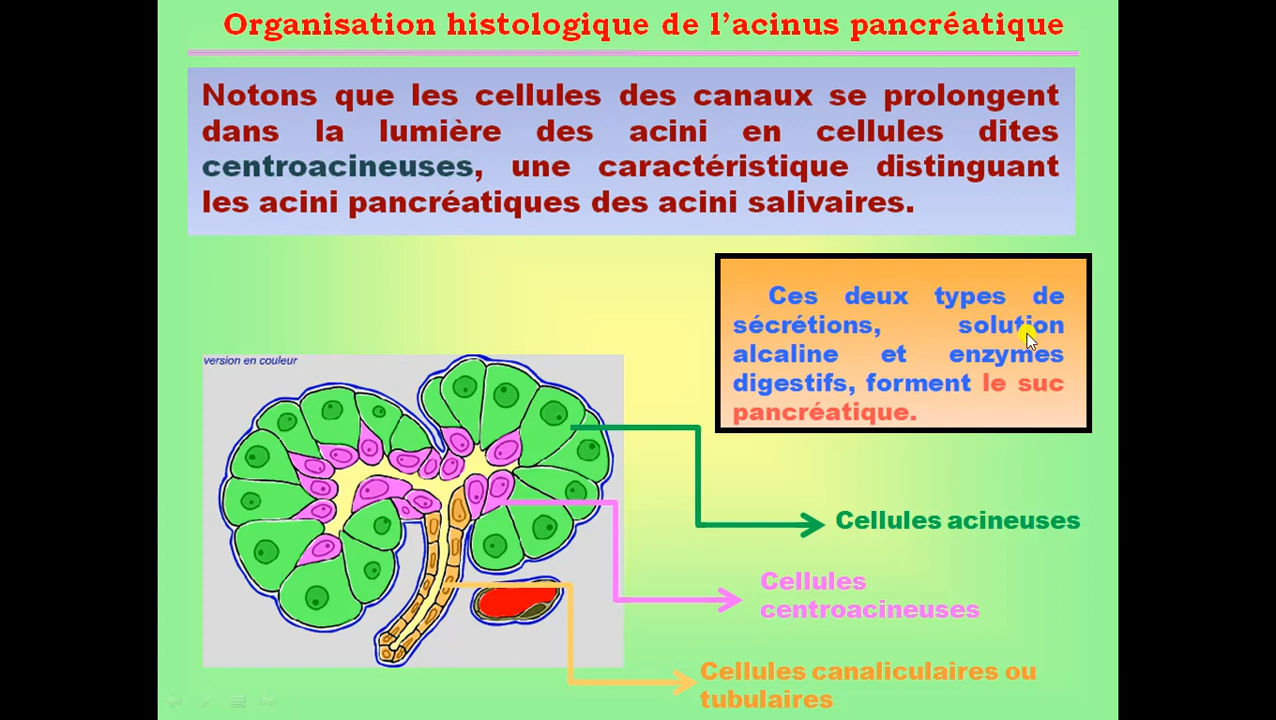 Organisation histologique de l'acinus pancréatique
Notons que les cellules des canaux se prolongent
dans la lumière des acini en cellules dites
centroacineuses, une caractéristique distinguant
les acini pancréatiques des acini salivaires.
Ces deux types de
sécrétions, solution
alcaline et enzymes
digestifs, forment le suc
pancréatique.
version en couleur
Cellules acineuses
Cellules
centroacineuses
Cellules canaliculaires ou
tubulaires